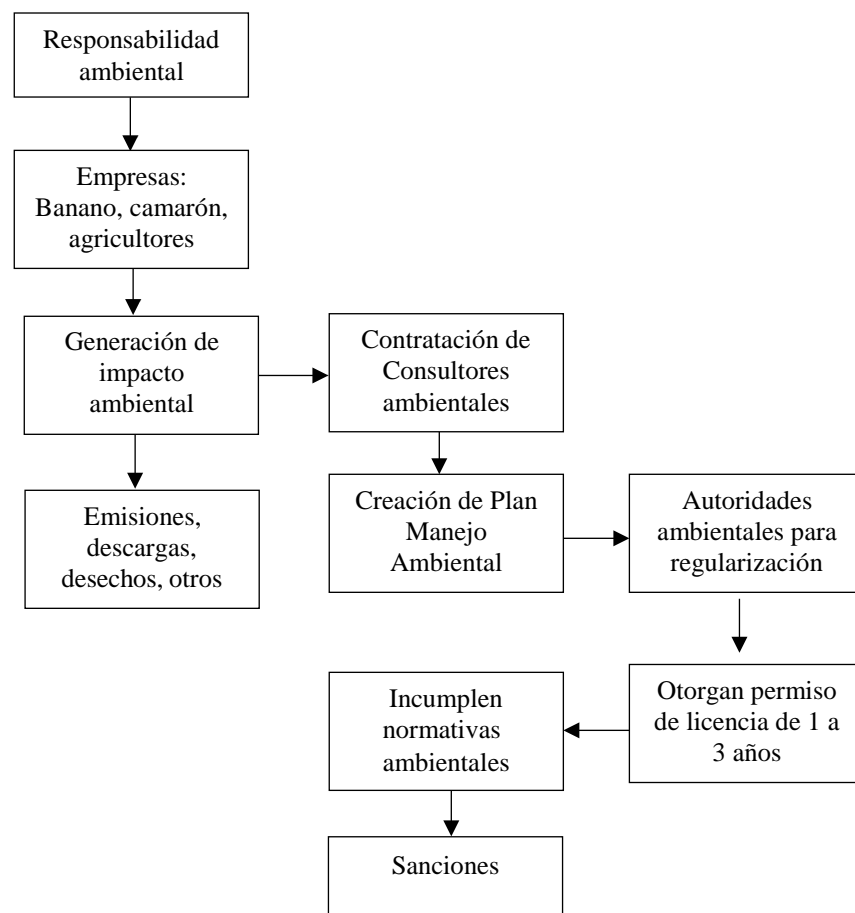 Responsabilidad
ambiental
Empresas:
Banano, camarón,
agricultores
Generación de
impacto
ambiental
Contratación de
Consultores
ambientales
Emisiones,
descargas,
desechos, otros
Creación de Plan
Manejo
Ambiental
Autoridades
ambientales para
regularización
Otorgan permiso
de licencia de 1 a
3 años
Incumplen
normativas
ambientales
Sanciones